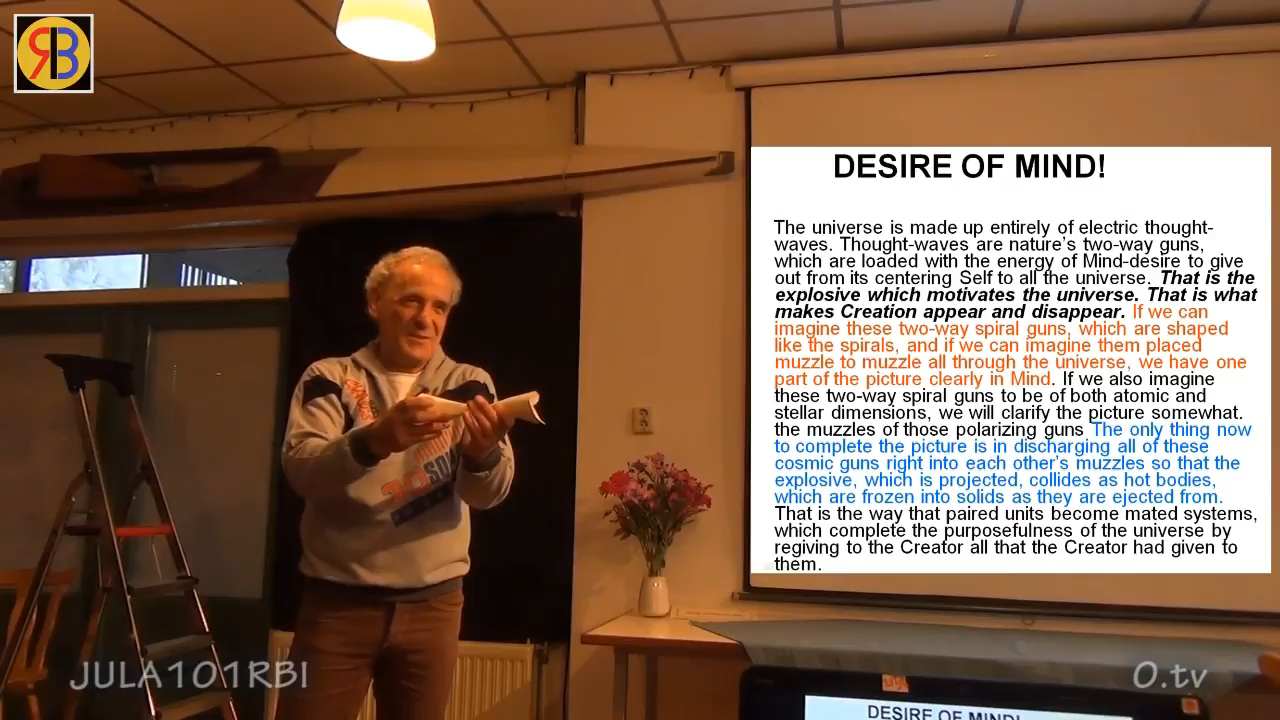 RB
DESIRE OF MIND!
The universe is made up entirely of electric thought-
waves. Thought-waves are nature's two-way guns,
which are loaded with the energy of Mind-desire to give
out from its centering Self to all the universe. That is the
explosive which motivates the universe. That is what
makes Creation appear and disappear. If we can
imagine these two-way spiral guns, which are shaped
like the spirals, and if we can imagine them placed
muzzle to muzzle all through the universe, we have one
part of the picture clearly in Mind. If we also imagine
these two-way spiral guns to be of both atomic and
stellar dimensions, we will clarify the picture somewhat.
the muzzles of those polarizing guns The only thing now
to complete the picture is in discharging all of these
cosmic guns right into each other's muzzles so that the
explosive, which is projected, collides as hot bodies,
which are frozen into solids as they are ejected from.
That is the way that paired units become mated systems,
which complete the purposefulness of the universe by
regiving to the Creator all that the Creator had given to
them.
JULA101RBI
O.tv
DESIRE OF MIND!